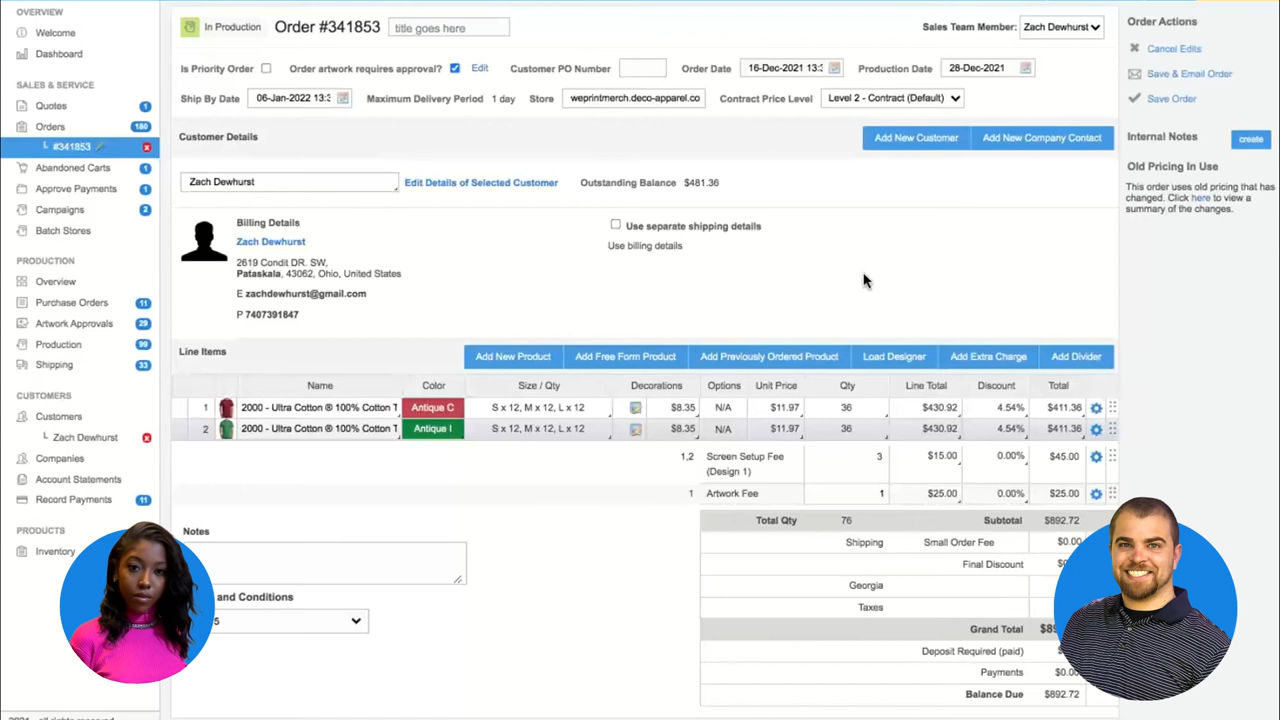 OVERVIEW
Welcome
Dashboard
SALES & SERVICE
Quotes 1
Orders 180
#341853
Abandoned Carts 1
Approve Payments 1
Campaigns 2
Batch Stores
PRODUCTION
Overview
Purchase Orders 11
Artwork Approvals 29
Production 99
Shipping 33
CUSTOMERS
Customers
Zach Dewhurst
Companies
Account Statements
Record Payments 11
PRODUCTS
Inventory
In Production Order #341853 title goes here Sales Team Member: Zach Dewhurst
Is Priority Order Order artwork requires approval? Edit Customer PO Number Order Date 16-Dec-2021 13:3 Production Date 28-Dec-2021
Ship By Date 06-Jan-2022 13:3 Maximum Delivery Period 1 day Store weprintmerch.deco-apparel.co Contract Price Level Level 2 - Contract (Default)
Customer Details Add New Customer Add New Company Contact
Zach Dewhurst Edit Details of Selected Customer Outstanding Balance $481.36
Billing Details
Zach Dewhurst
2619 Condit DR. SW,
Pataskala, 43062, Ohio, United States
E zachdewhurst@gmail.com
P 7407391847
Use separate shipping details
Use billing details
Line Items Add New Product Add Free Form Product Add Previously Ordered Product Load Designer Add Extra Charge Add Divider
Name Color Size / Qty Decorations Options Unit Price Qty Line Total Discount Total
1 2000 - Ultra Cotton ® 100% Cotton T Antique C S x 12, M x 12, L x 12 $8.35 N/A $11.97 36 $430.92 4.54% $411.36
2 2000 - Ultra Cotton ® 100% Cotton T Antique I S x 12, M x 12, L x 12 $8.35 N/A $11.97 36 $430.92 4.54% $411.36
1,2 Screen Setup Fee 3 $15.00 0.00% $45.00
(Design 1)
1 Artwork Fee 1 $25.00 0.00% $25.00
Total Qty 76 Subtotal $892.72
Shipping Small Order Fee $0.00
Final Discount
Georgia
Taxes
Grand Total $89
Deposit Required (paid)
Payments $0.00
Balance Due $892.72
Notes
and Conditions
5
Order Actions
Cancel Edits
Save & Email Order
Save Order
Internal Notes create
Old Pricing In Use
This order uses old pricing that has
changed. Click here to view a
summary of the changes.